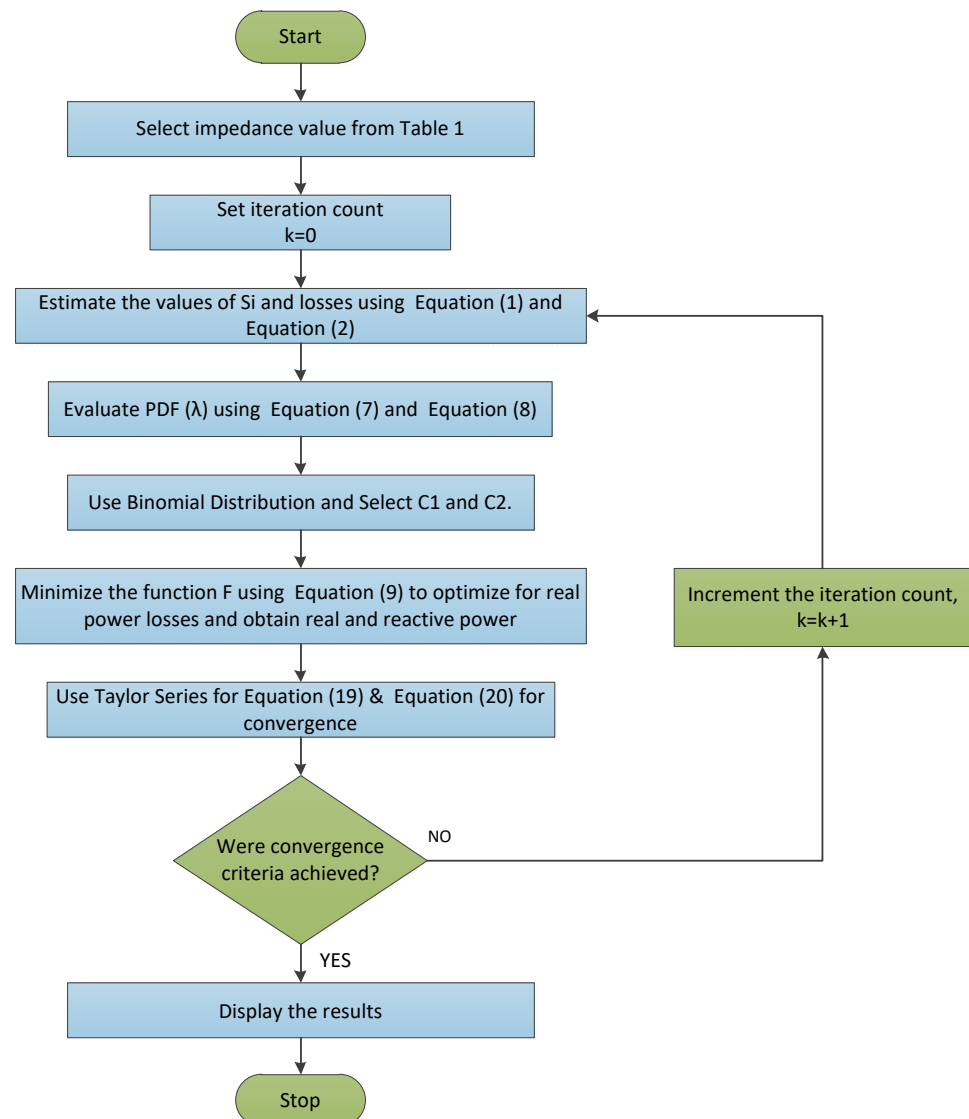 Start
Select impedance value from Table 1
Set iteration count
k=0
Estimate the values of Si and losses using Equation (1) and
Equation (2)
Evaluate PDF (λ) using Equation (7) and Equation (8)
Use Binomial Distribution and Select C1 and C2.
Minimize the function F using Equation (9) to optimize for real
power losses and obtain real and reactive power
Increment the iteration count,
k=k+1
Use Taylor Series for Equation (19) & Equation (20) for
convergence
Were convergence
criteria achieved?
NO
YES
Display the results
Stop